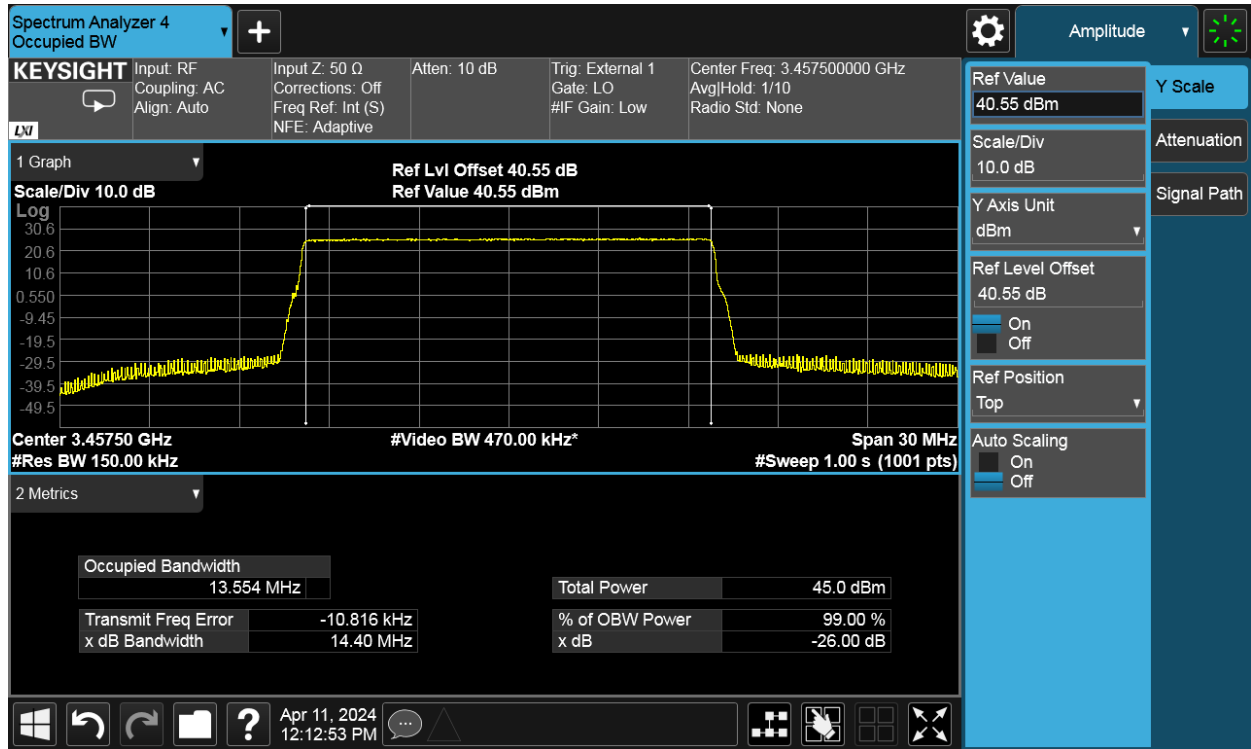 Spectrum Analyzer 4
Occupied BW
+
Amplitude
KEYSIGHT
LXI
Input: RF
Coupling: AC
Align: Auto
Input Z: 50 Ω
Corrections: Off
Freq Ref: Int (S)
NFE: Adaptive
Atten: 10 dB
Trig: External 1
Gate: LO
#IF Gain: Low
Center Freq: 3.457500000 GHz
Avg|Hold: 1/10
Radio Std: None
1 Graph
Scale/Div 10.0 dB
Ref Lvl Offset 40.55 dB
Ref Value 40.55 dBm
Log
30.6
20.6
10.6
0.550
-9.45
-19.5
-29.5
-39.5
-49.5
Center 3.45750 GHz
#Video BW 470.00 kHz*
Span 30 MHz
#Res BW 150.00 kHz
#Sweep 1.00 s (1001 pts)
2 Metrics
Occupied Bandwidth
13.554 MHz
Total Power 45.0 dBm
Transmit Freq Error -10.816 kHz
% of OBW Power 99.00 %
x dB Bandwidth 14.40 MHz
x dB -26.00 dB
Ref Value
40.55 dBm
Scale/Div
10.0 dB
Y Axis Unit
dBm
Ref Level Offset
40.55 dB
On
Off
Ref Position
Top
Auto Scaling
On
Off
Y Scale
Attenuation
Signal Path
?
Apr 11, 2024
12:12:53 PM